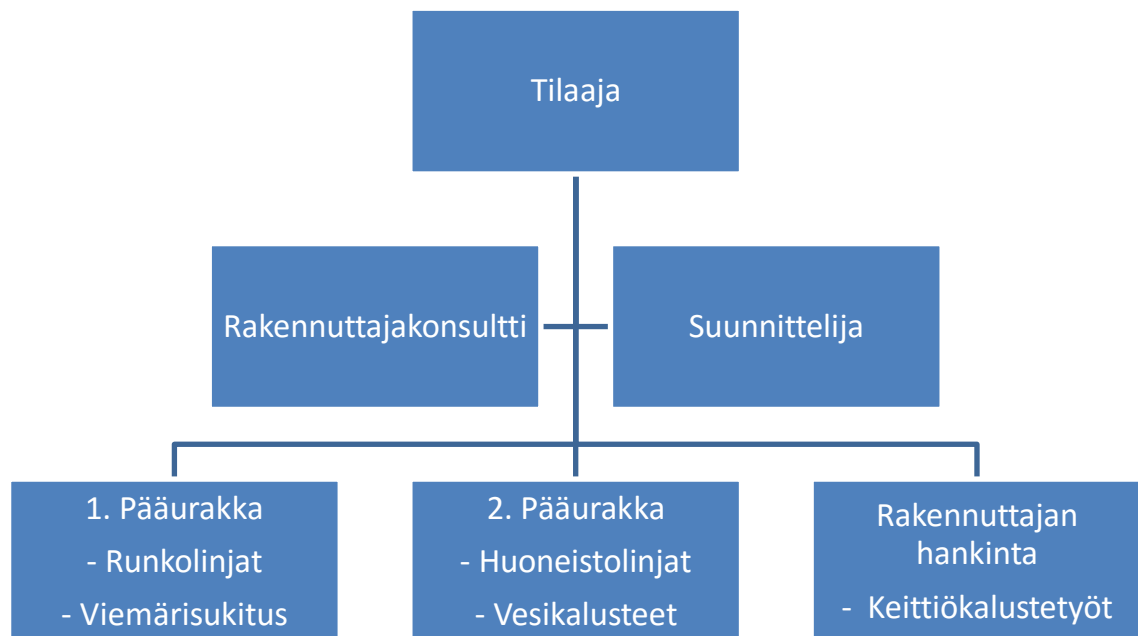 Tilaaja
Rakennuttajakonsultti
Suunnittelija
1. Pääurakka
- Runkolinjat
- Viemärisukitus
2. Pääurakka
- Huoneistolinjat
- Vesikalusteet
Rakennuttajan
hankinta
- Keittiökalustetyöt